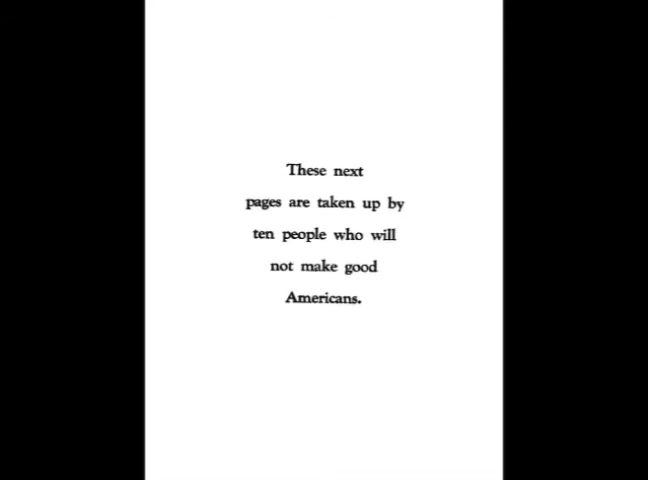 These next
pages are taken up by
ten people who will
not make good
Americans.